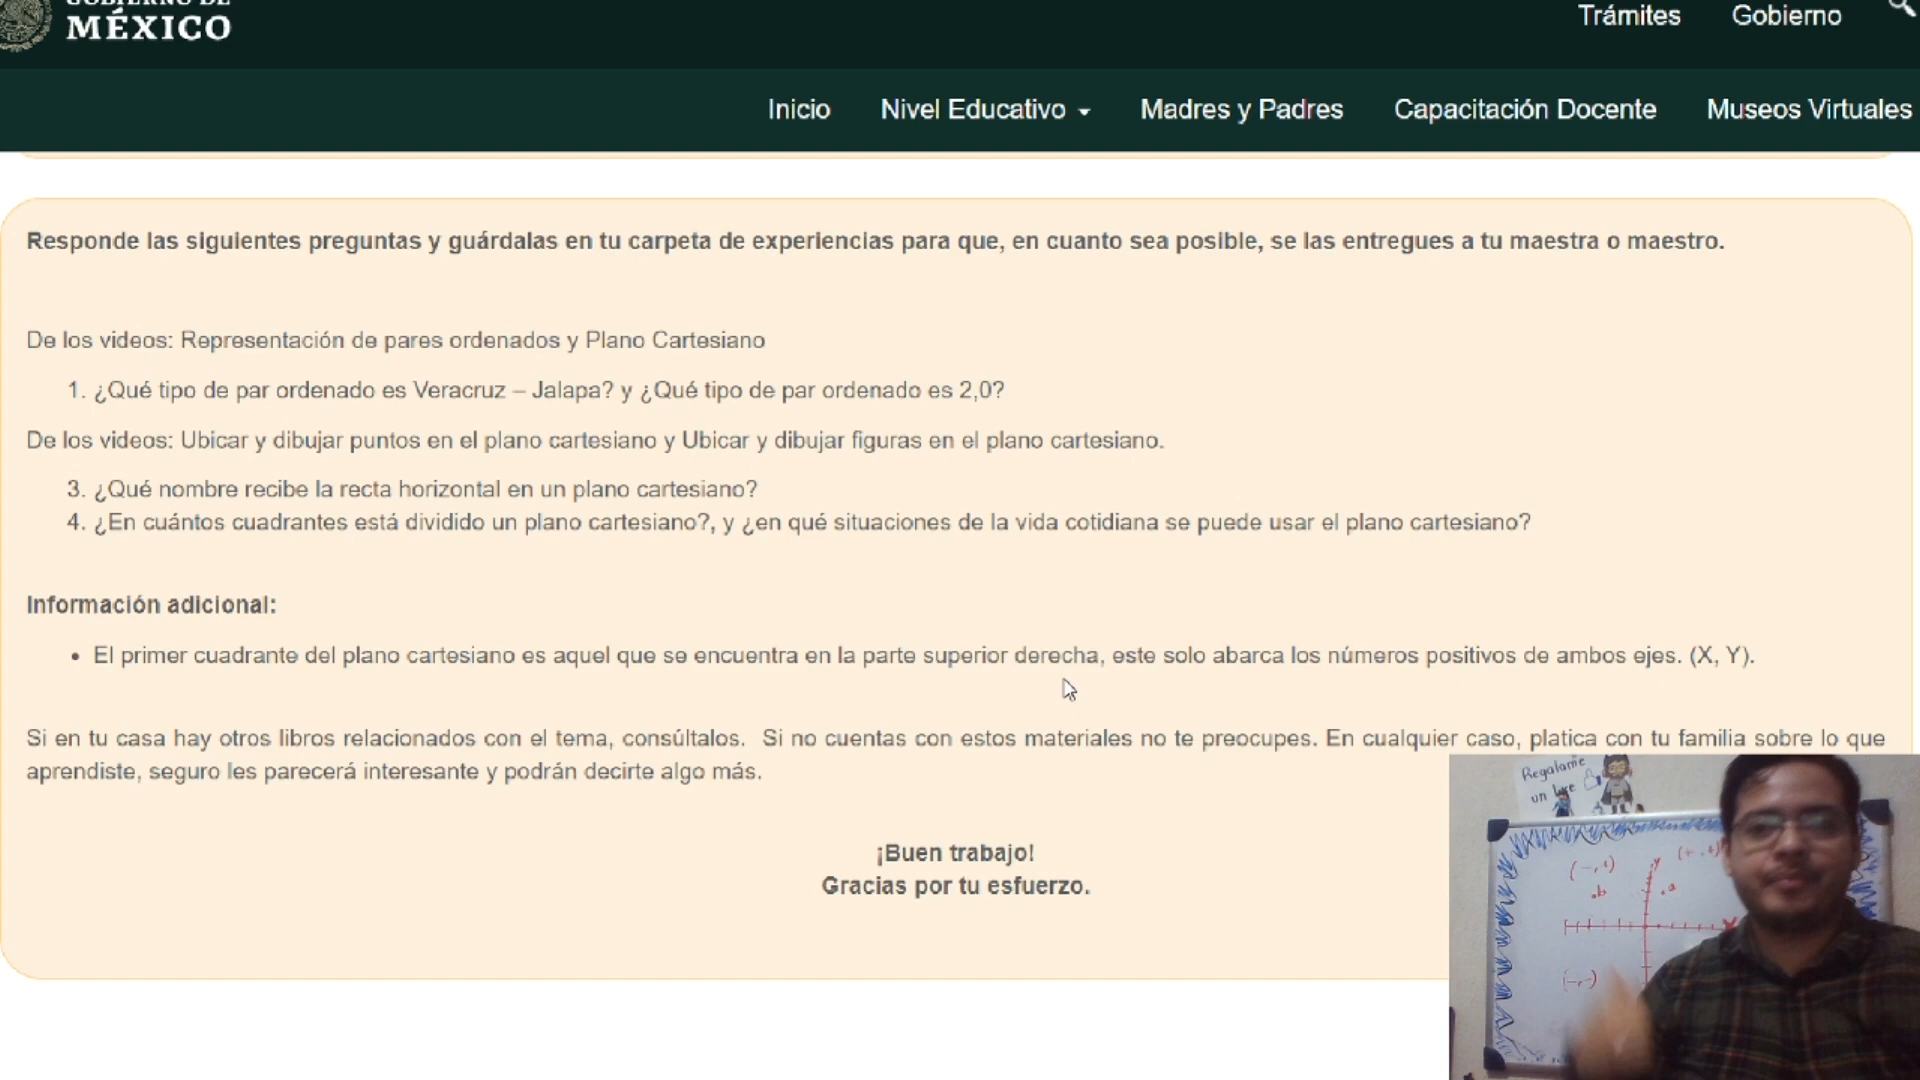 GOBIERNO DE
MÉXICO
Trámites Gobierno
Inicio Nivel Educativo Madres y Padres Capacitación Docente Museos Virtuales
Responde las siguientes preguntas y guárdalas en tu carpeta de experiencias para que, en cuanto sea posible, se las entregues a tu maestra o maestro.
De los videos: Representación de pares ordenados y Plano Cartesiano
1. ¿Qué tipo de par ordenado es Veracruz – Jalapa? y ¿Qué tipo de par ordenado es 2,0?
De los videos: Ubicar y dibujar puntos en el plano cartesiano y Ubicar y dibujar figuras en el plano cartesiano.
3. ¿Qué nombre recibe la recta horizontal en un plano cartesiano?
4. ¿En cuántos cuadrantes está dividido un plano cartesiano?, y ¿en qué situaciones de la vida cotidiana se puede usar el plano cartesiano?
Información adicional:
• El primer cuadrante del plano cartesiano es aquel que se encuentra en la parte superior derecha, este solo abarca los números positivos de ambos ejes. (X, Y).
Si en tu casa hay otros libros relacionados con el tema, consúltalos. Si no cuentas con estos materiales no te preocupes. En cualquier caso, platica con tu familia sobre lo que
aprendiste, seguro les parecerá interesante y podrán decirte algo más.
¡Buen trabajo!
Gracias por tu esfuerzo.
Regalame
un like
(-,+) y (+,+)
.b .a
x
(-,-)